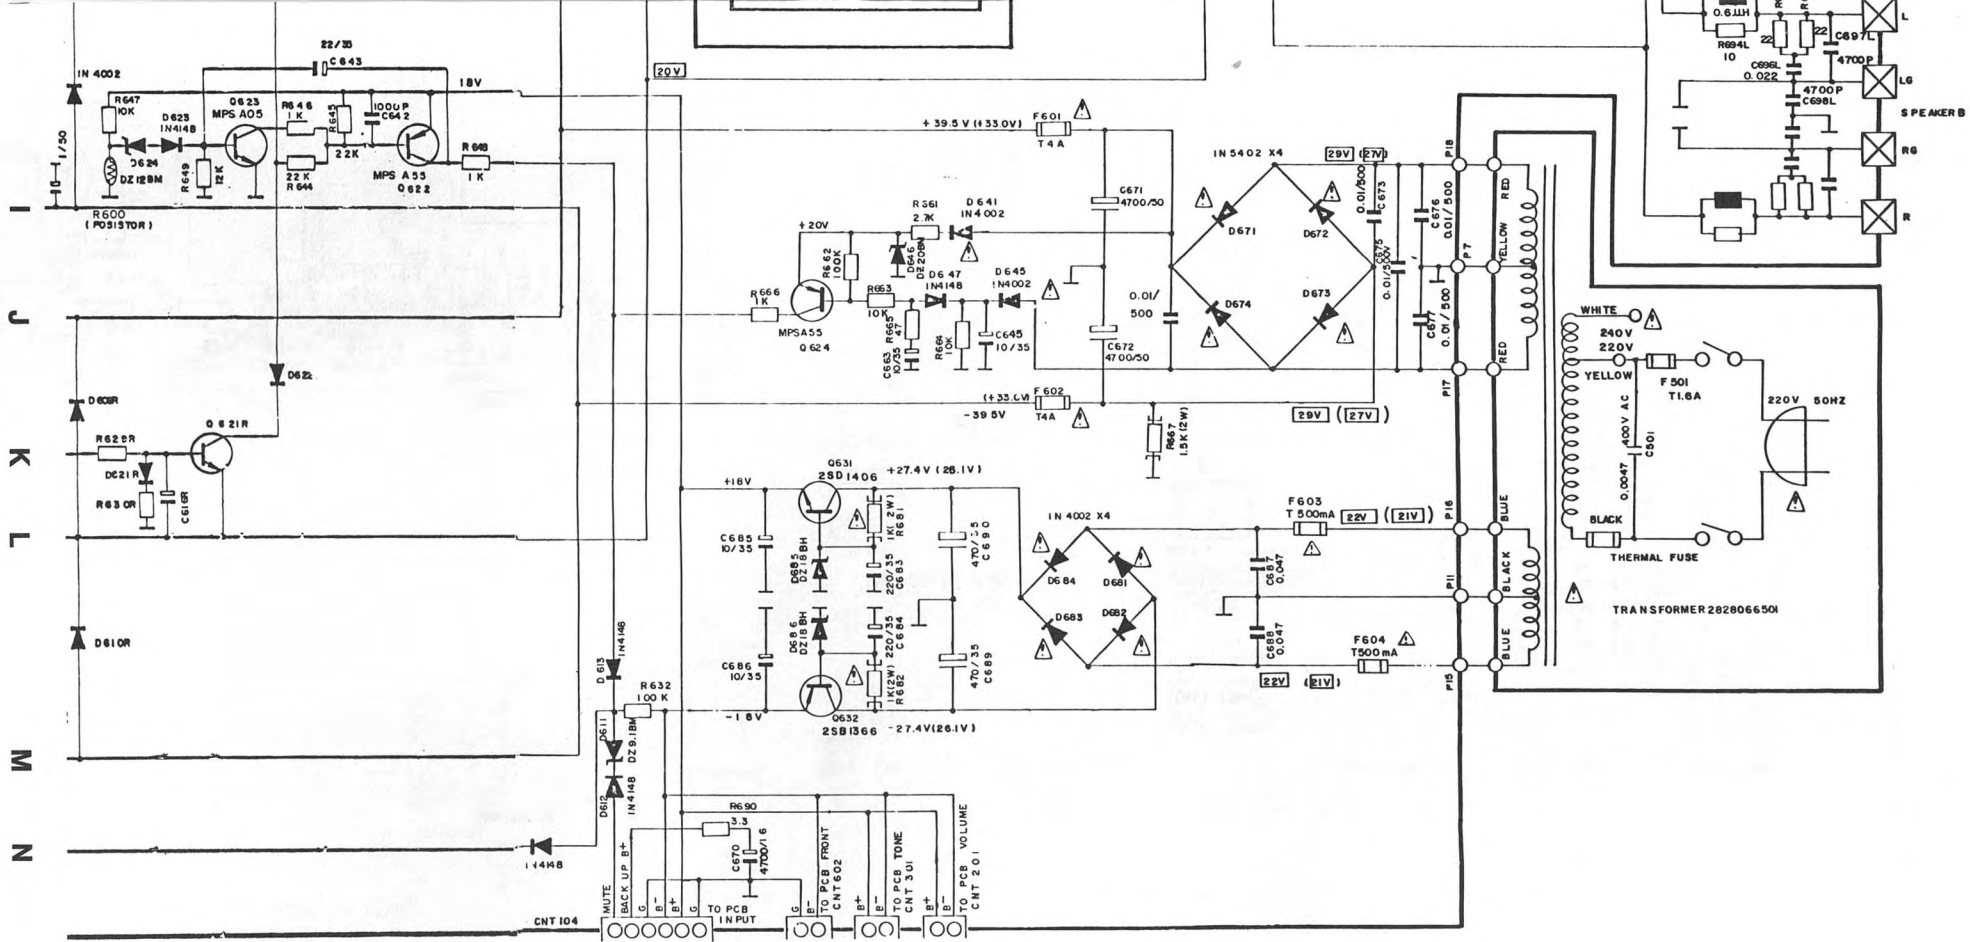 22/35
C 643
20V
18V
IN 4002
R647
10K
D623
IN4148
Q623
MPS A05
R646
1K
R645
1000P
C642
R 648
1K
D624
DZ12BM
R649
12K
22K
22K
R644
MPS A55
Q622
1/50
R600
(POSISTOR)
I
J
K
L
M
N
+39.5V (+33.0V)
F601
T4A
IN 5402 X4
29V
(27V)
C671
4700/50
D671
D672
D673
D674
0.01/500
C673
C675
0.01/500V
C676
0.01/500
C677
0.01/500
P18
P7
P17
RED
YELLOW
RED
+20V
R662
100K
R661
2.7K
D641
IN4002
D646
DZ20BM
R666
1K
MPSA55
Q624
R663
10K
D647
IN4148
D645
IN4002
R665
47
C663
10/35
R664
10K
C645
10/35
0.01/
500
C672
4700/50
(+33.0V)
-39.5V
F602
T4A
29V
(27V)
R667
1.5K(2W)
D622
D609R
R629R
D621R
R630R
C616R
Q621R
D610R
Q631
2SD1406
+27.4V (26.1V)
+18V
R681
1K(2W)
C685
10/35
D685
DZ18BH
220/35
C683
C690
D686
DZ18BH
220/35
C684
C686
10/35
470/35
C689
1K(2W)
R682
-18V
Q632
2SB1366
-27.4V(26.1V)
IN 4002 X4
D684
D681
D683
D682
F603
T 500mA
22V
(21V)
C687
0.047
C688
0.047
F604
T500mA
22V
(21V)
P16
P11
P15
BLUE
BLACK
BLUE
D613
IN4148
R632
100K
D611
DZ9.1BM
D612
IN4148
IN4148
R690
3.3
C670
4700/16
CNT104
MUTE
BACK UP B+
G
B-
B+
G
TO PCB
INPUT
G
B-
TO PCB FRONT
CNT602
B+
B-
TO PCB TONE
CNT 301
B+
B-
TO PCB VOLUME
CNT 201
WHITE
240V
220V
YELLOW
F501
T1.6A
0.0047
400V AC
C501
BLACK
THERMAL FUSE
220V
50HZ
TRANSFORMER2828066501
R694L
10
22
22
C697L
4700P
C696L
0.022
4700P
C698L
L
LG
SPEAKER B
RG
R